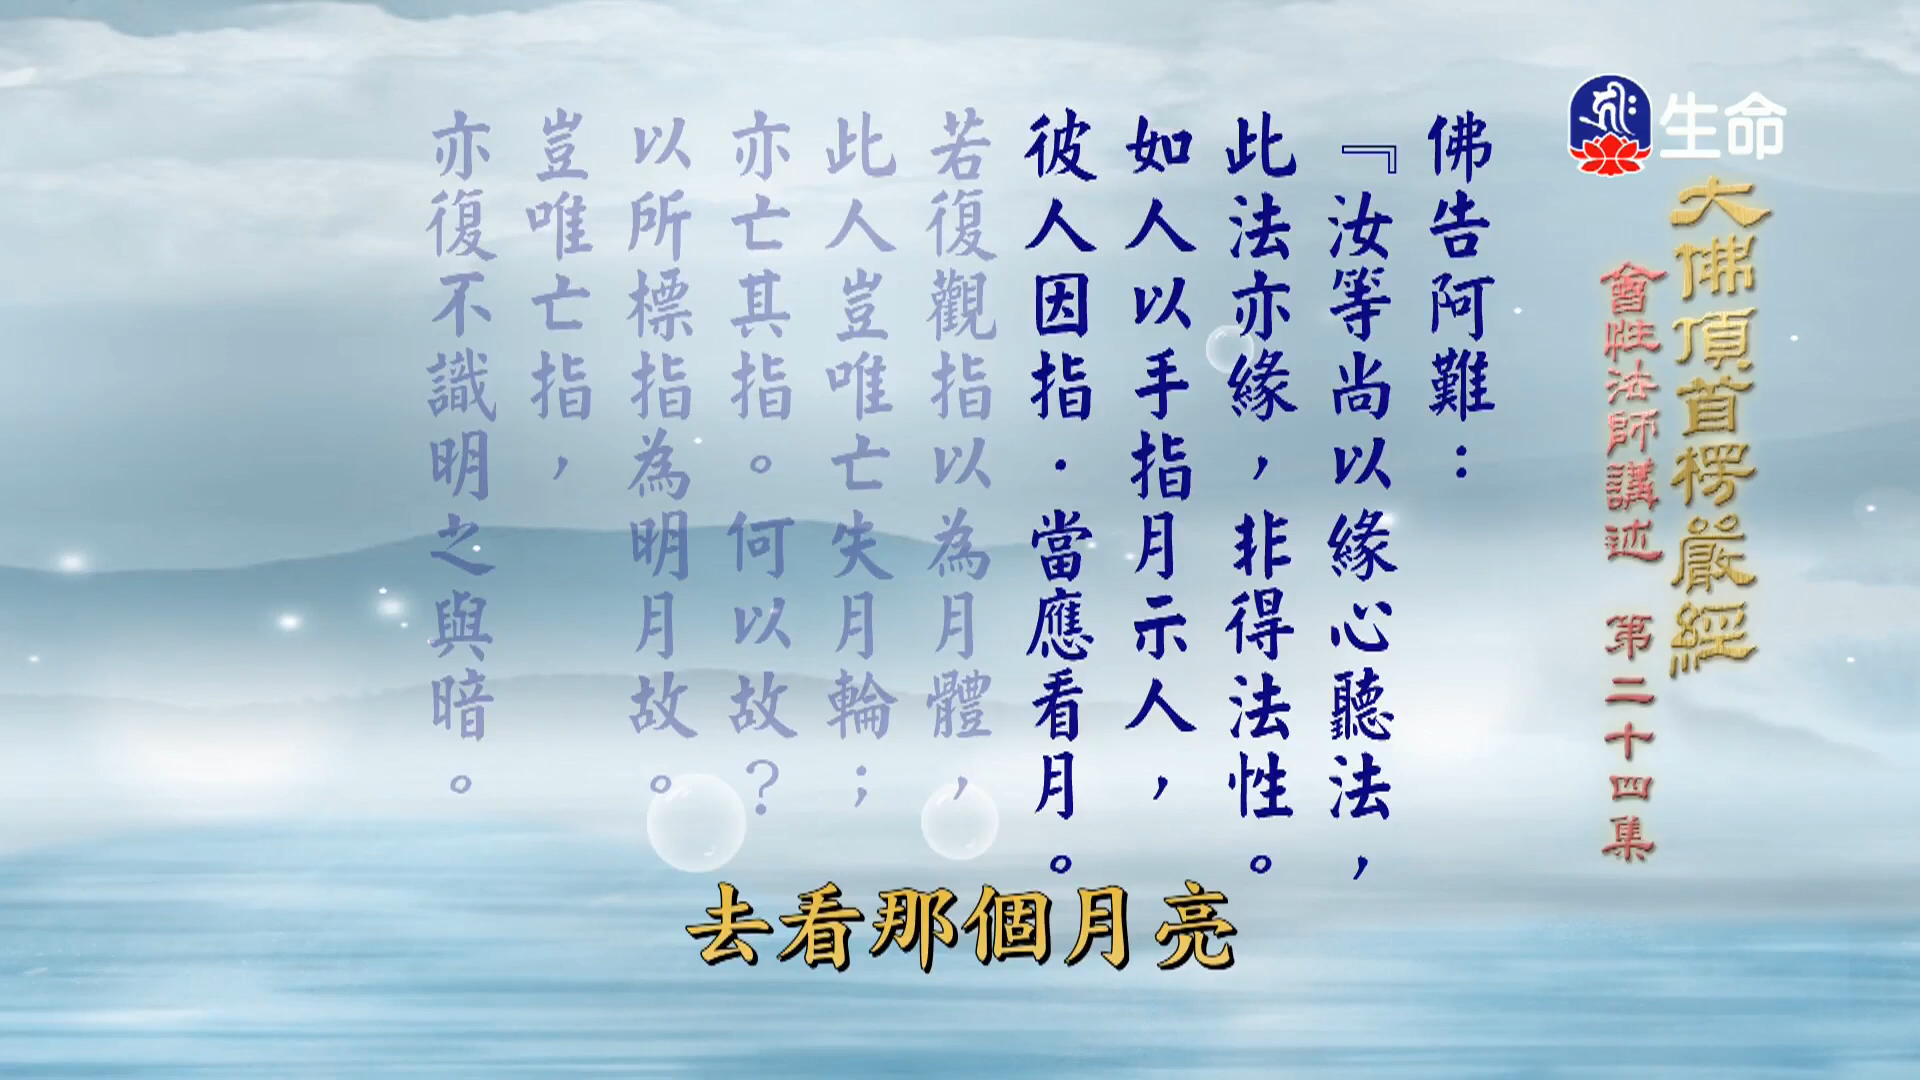 生命
大佛頂首楞嚴經
會性法師講述 第二十四集
佛告阿難：
『汝等尚以緣心聽法，
此法亦緣，非得法性。
如人以手指月示人，
彼人因指．當應看月。
若復觀指以為月體，
此人豈唯亡失月輪；
亦亡其指。何以故？
以所標指為明月故。
豈唯亡指，
亦復不識明之與暗。
去看那個月亮